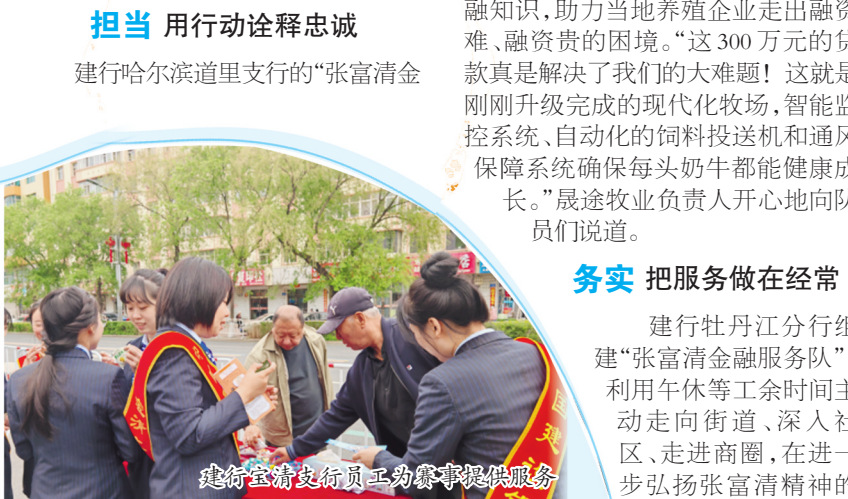 担当 用行动诠释忠诚
建行哈尔滨道里支行的“张富清金
建行宝清支行员工为赛事提供服务
融知识,助力当地养殖企业走出融资
难、融资贵的困境。“这300万元的贷
款真是解决了我们的大难题！这就是
刚刚升级完成的现代化牧场,智能监
控系统、自动化的饲料投送机和通风
保障系统确保每头奶牛都能健康成
长。”晟途牧业负责人开心地向队
员们说道。
务实 把服务做在经常
建行牡丹江分行组
建“张富清金融服务队”
利用午休等工余时间主
动走向街道、深入社
区、走进商圈,在进一
步弘扬张富清精神的